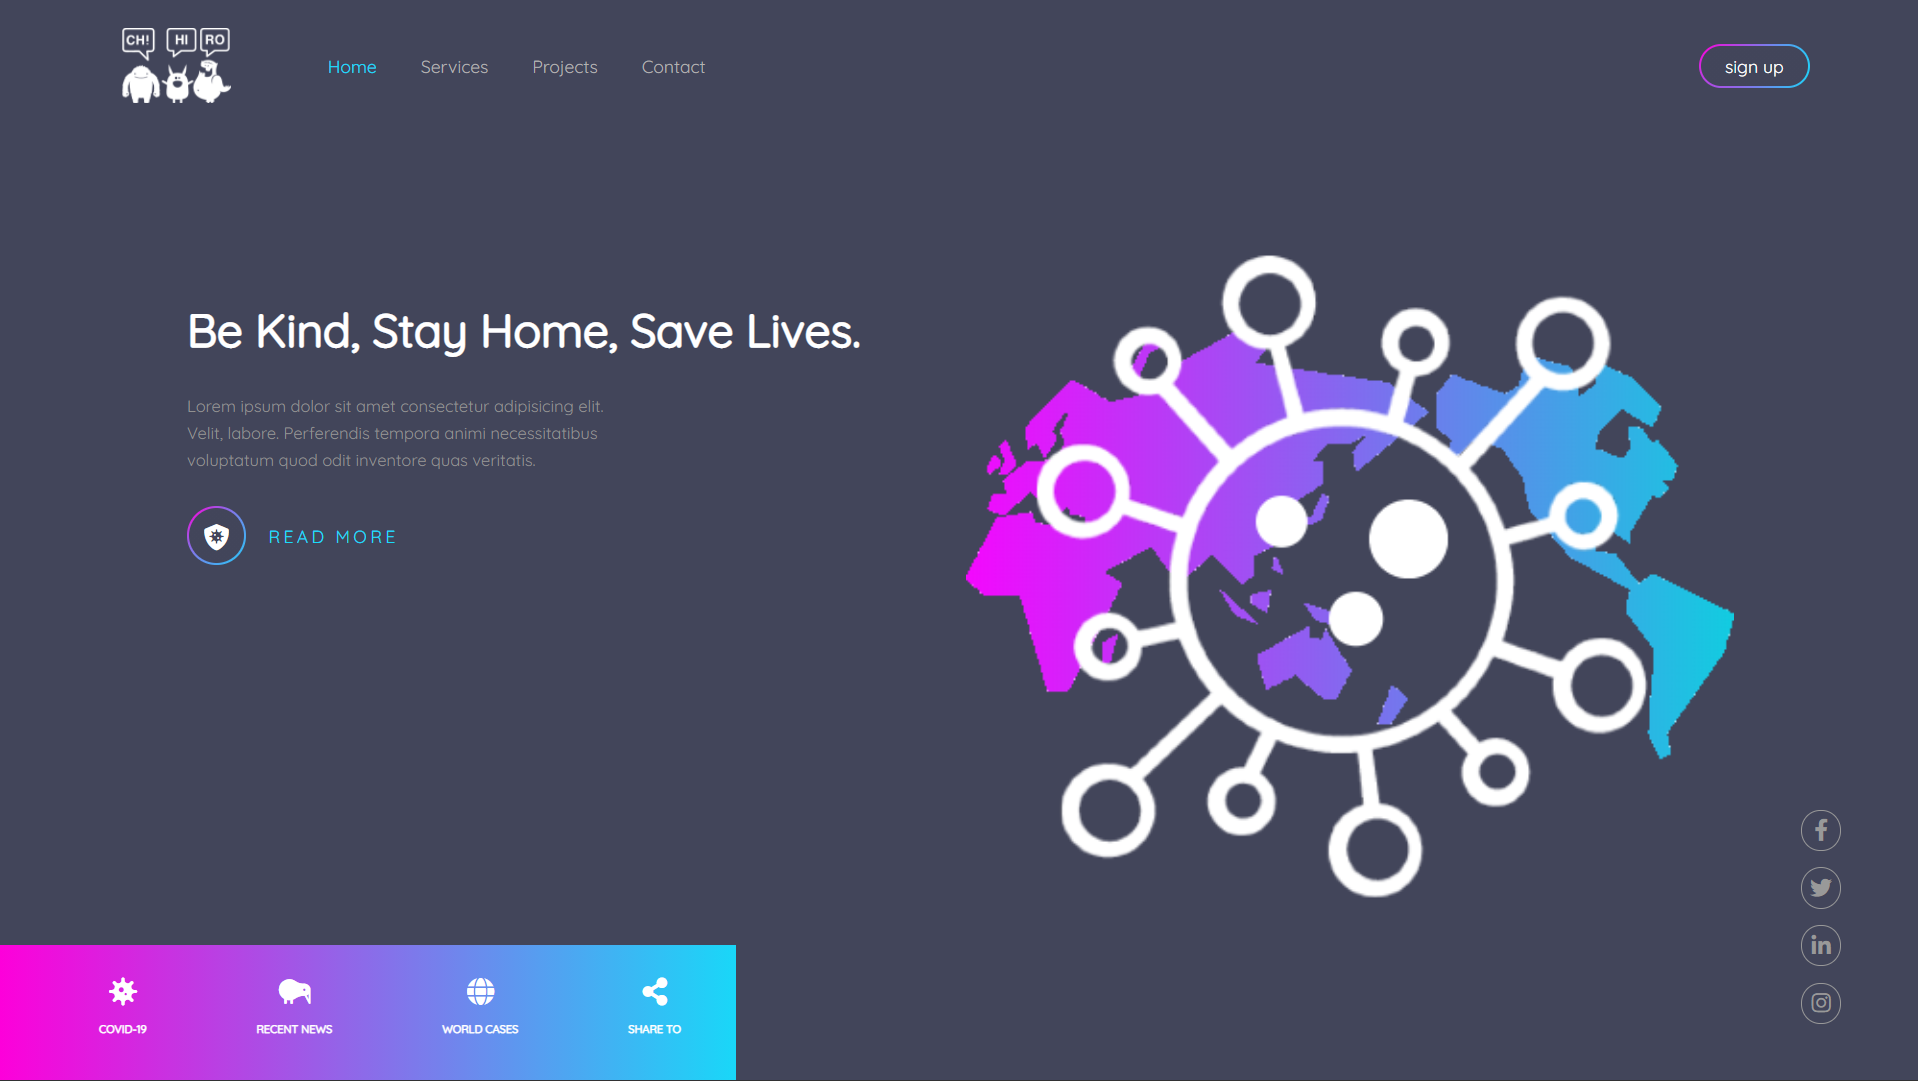 CH! HI RO
Home Services Projects Contact
sign up
Be Kind, Stay Home, Save Lives.
Lorem ipsum dolor sit amet consectetur adipisicing elit.
Velit, labore. Perferendis tempora animi necessitatibus
voluptatum quod odit inventore quas veritatis.
READ MORE
COVID-19 RECENT NEWS WORLD CASES SHARE TO